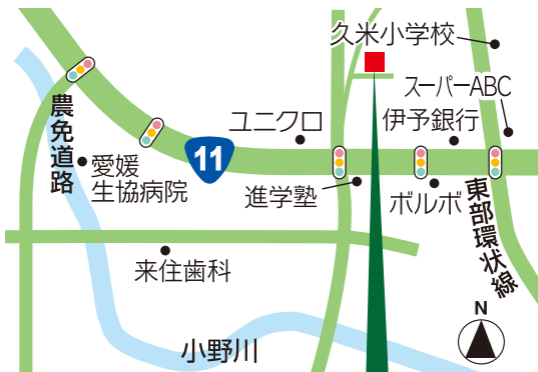 久米小学校
スーパーABC
ユニクロ
伊予銀行
農免道路
11
愛媛
生協病院
進学塾
ボルボ
東部環状線
来住歯科
小野川
N